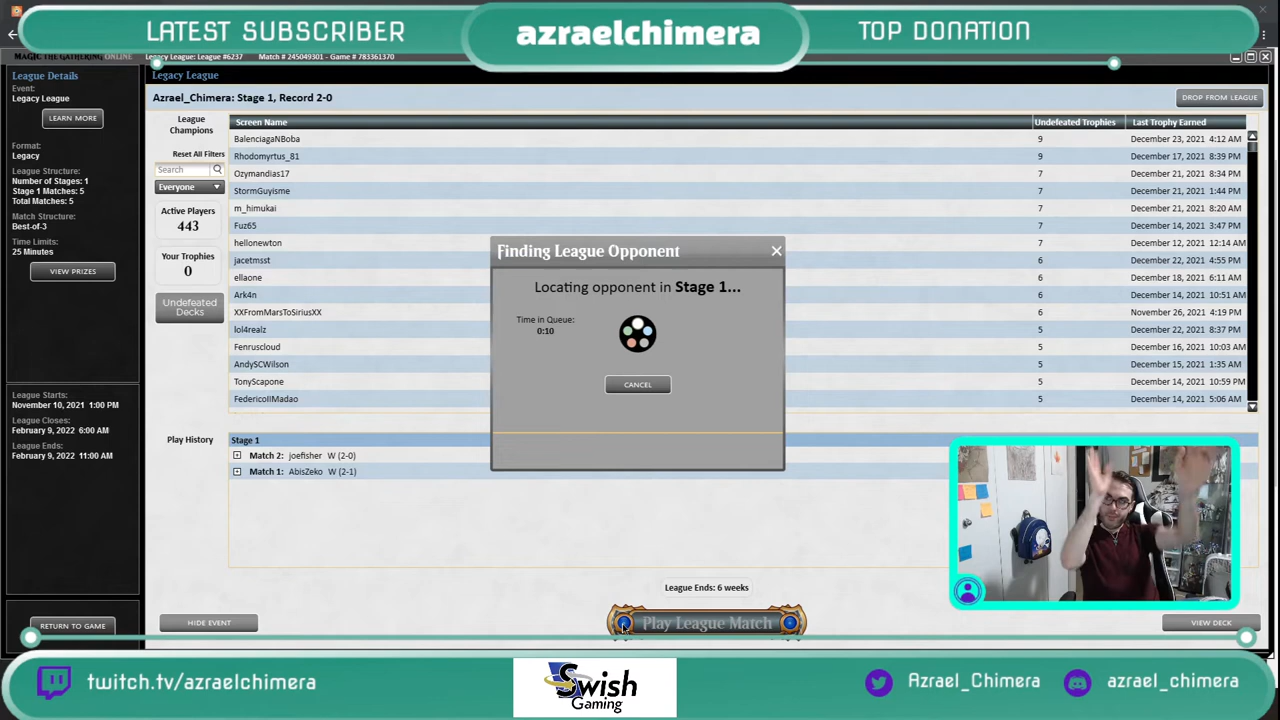 LATEST SUBSCRIBER
azraelchimera
TOP DONATION
MAGIC THE GATHERING ONLINE
Legacy League: League #6237 Match # 245049301 - Game # 783361370
League Details
Event:
Legacy League
LEARN MORE
Format:
Legacy
League Structure:
Number of Stages: 1
Stage 1 Matches: 5
Total Matches: 5
Match Structure:
Best-of-3
Time Limits:
25 Minutes
VIEW PRIZES
League Starts:
November 10, 2021 1:00 PM
League Closes:
February 9, 2022 6:00 AM
League Ends:
February 9, 2022 11:00 AM
RETURN TO GAME
Legacy League
Azrael_Chimera: Stage 1, Record 2-0
DROP FROM LEAGUE
League
Champions
Reset All Filters
Search
Everyone
Active Players
443
Your Trophies
0
Undefeated
Decks
Screen Name Undefeated Trophies Last Trophy Earned
BalenciagaNBoba 9 December 23, 2021 4:12 AM
Rhodomyrtus_81 9 December 17, 2021 8:39 PM
Ozymandias17 7 December 21, 2021 8:34 PM
StormGuyisme 7 December 21, 2021 1:44 PM
m_himukai 7 December 21, 2021 8:20 AM
Fuz65 7 December 14, 2021 3:47 PM
hellonewton 7 December 12, 2021 12:14 AM
jacetmsst 6 December 22, 2021 4:55 PM
ellaone 6 December 18, 2021 6:11 AM
Ark4n 6 December 14, 2021 10:51 AM
XXFromMarsToSiriusXX 6 November 26, 2021 4:19 PM
lol4realz 5 December 22, 2021 8:37 PM
Fenruscloud 5 December 16, 2021 10:03 AM
AndySCWilson 5 December 15, 2021 1:35 AM
TonyScapone 5 December 14, 2021 10:59 PM
FedericoIIMadao 5 December 14, 2021 5:06 AM
Finding League Opponent
Locating opponent in Stage 1...
Time in Queue:
0:10
CANCEL
Play History
Stage 1
Match 2: joefisher W (2-0)
Match 1: AbisZeko W (2-1)
League Ends: 6 weeks
HIDE EVENT
Play League Match
VIEW DECK
twitch.tv/azraelchimera
Swish
Gaming
Azrael_Chimera
azrael_chimera